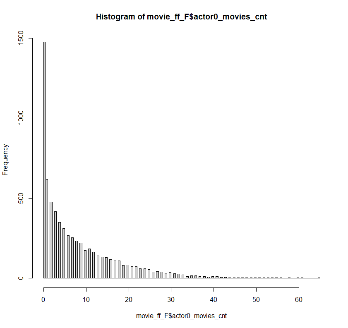 Histogram of movie_ff_F$actor0_movies_cnt
Frequency
1500
1000
500
0
0 10 20 30 40 50 60
movie_ff_F$actor0_movies_cnt